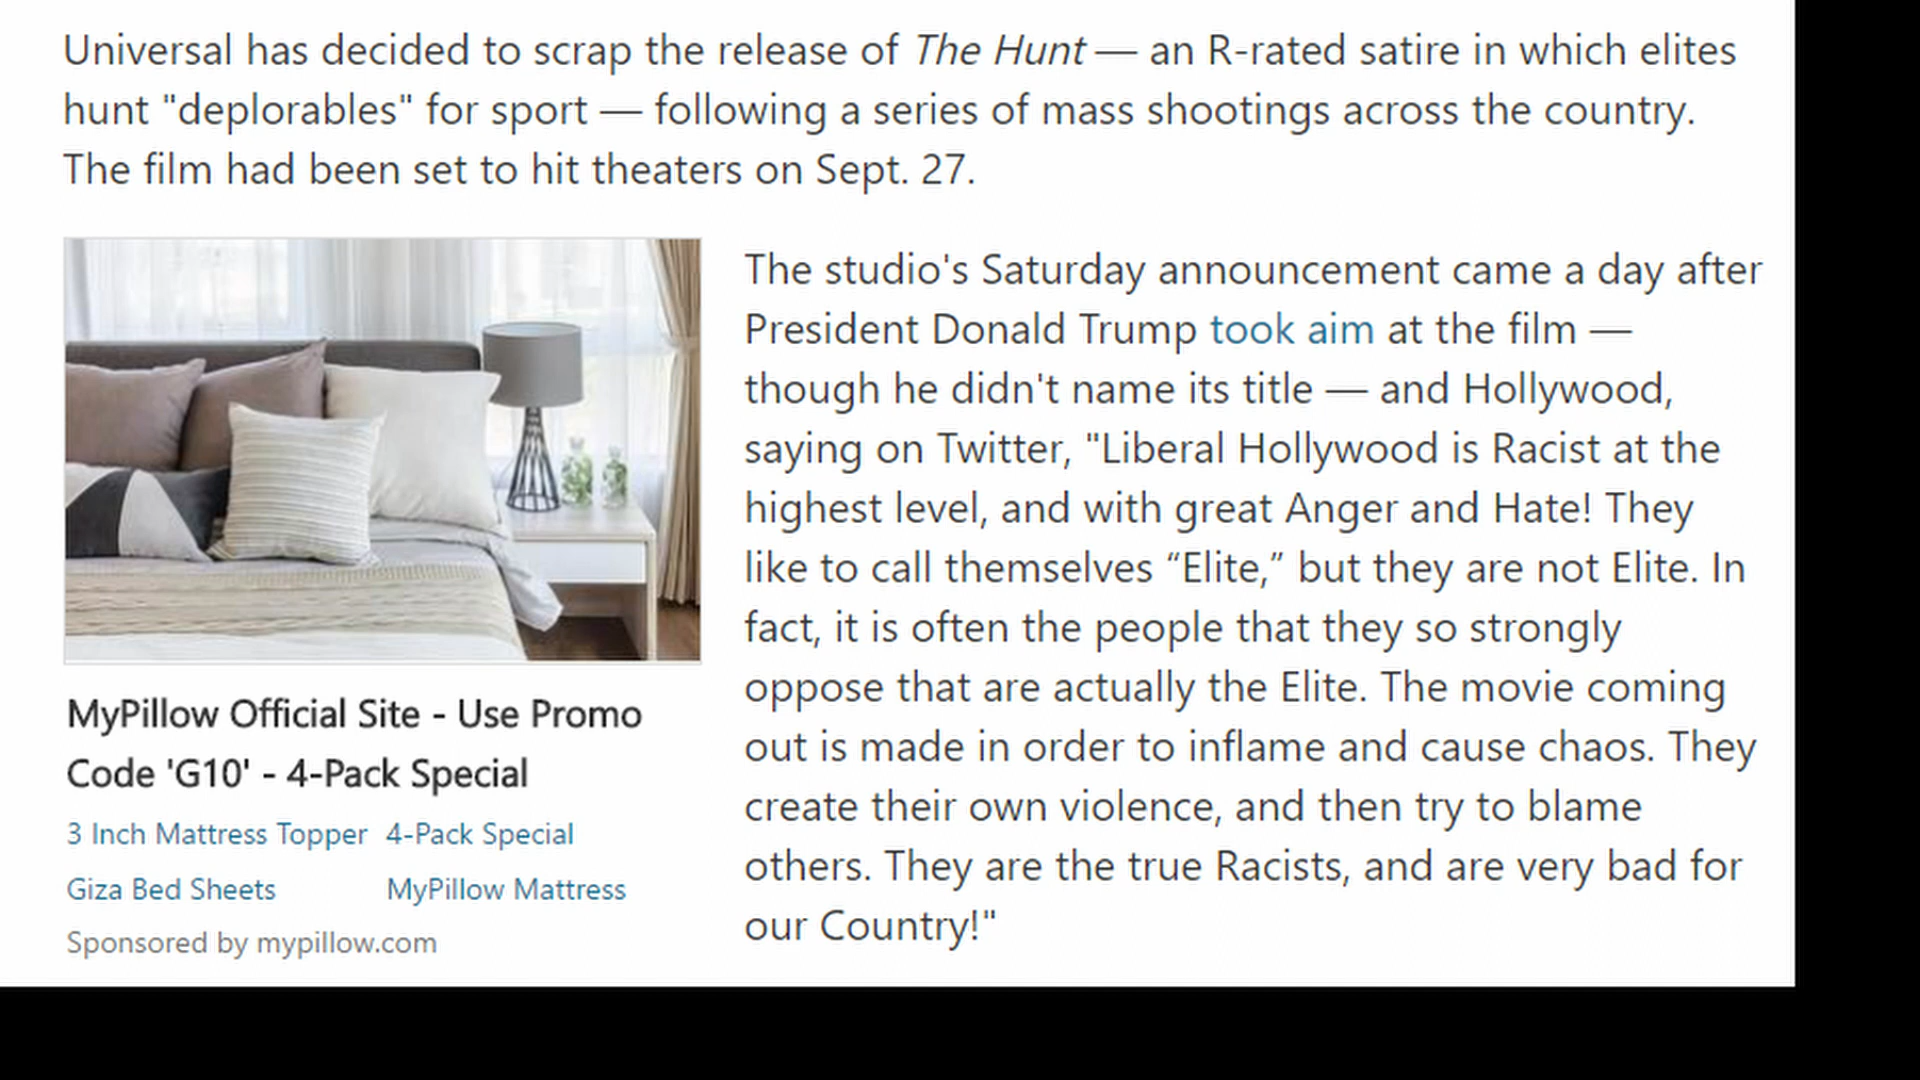 Universal has decided to scrap the release of The Hunt — an R-rated satire in which elites
hunt "deplorables" for sport — following a series of mass shootings across the country.
The film had been set to hit theaters on Sept. 27.
The studio's Saturday announcement came a day after
President Donald Trump took aim at the film —
though he didn't name its title — and Hollywood,
saying on Twitter, "Liberal Hollywood is Racist at the
highest level, and with great Anger and Hate! They
like to call themselves “Elite,” but they are not Elite. In
fact, it is often the people that they so strongly
oppose that are actually the Elite. The movie coming
out is made in order to inflame and cause chaos. They
create their own violence, and then try to blame
others. They are the true Racists, and are very bad for
our Country!"
MyPillow Official Site - Use Promo
Code 'G10' - 4-Pack Special
3 Inch Mattress Topper 4-Pack Special
Giza Bed Sheets MyPillow Mattress
Sponsored by mypillow.com